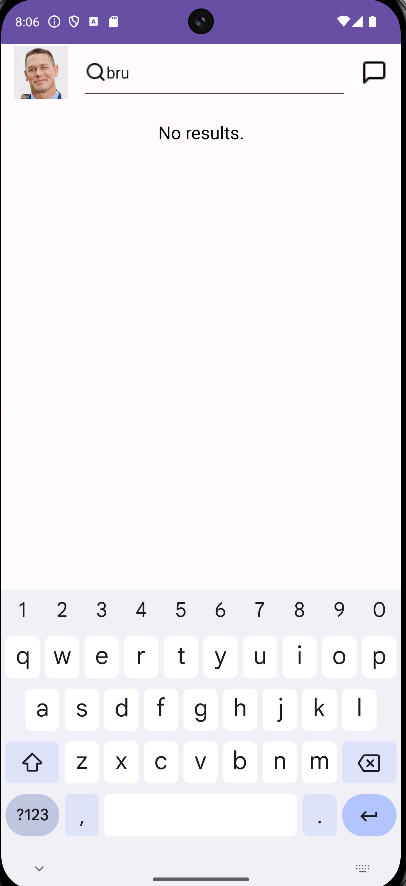 8:06
bru
No results.
1 2 3 4 5 6 7 8 9 0
q w e r t y u i o p
a s d f g h j k l
z x c v b n m
?123 , .